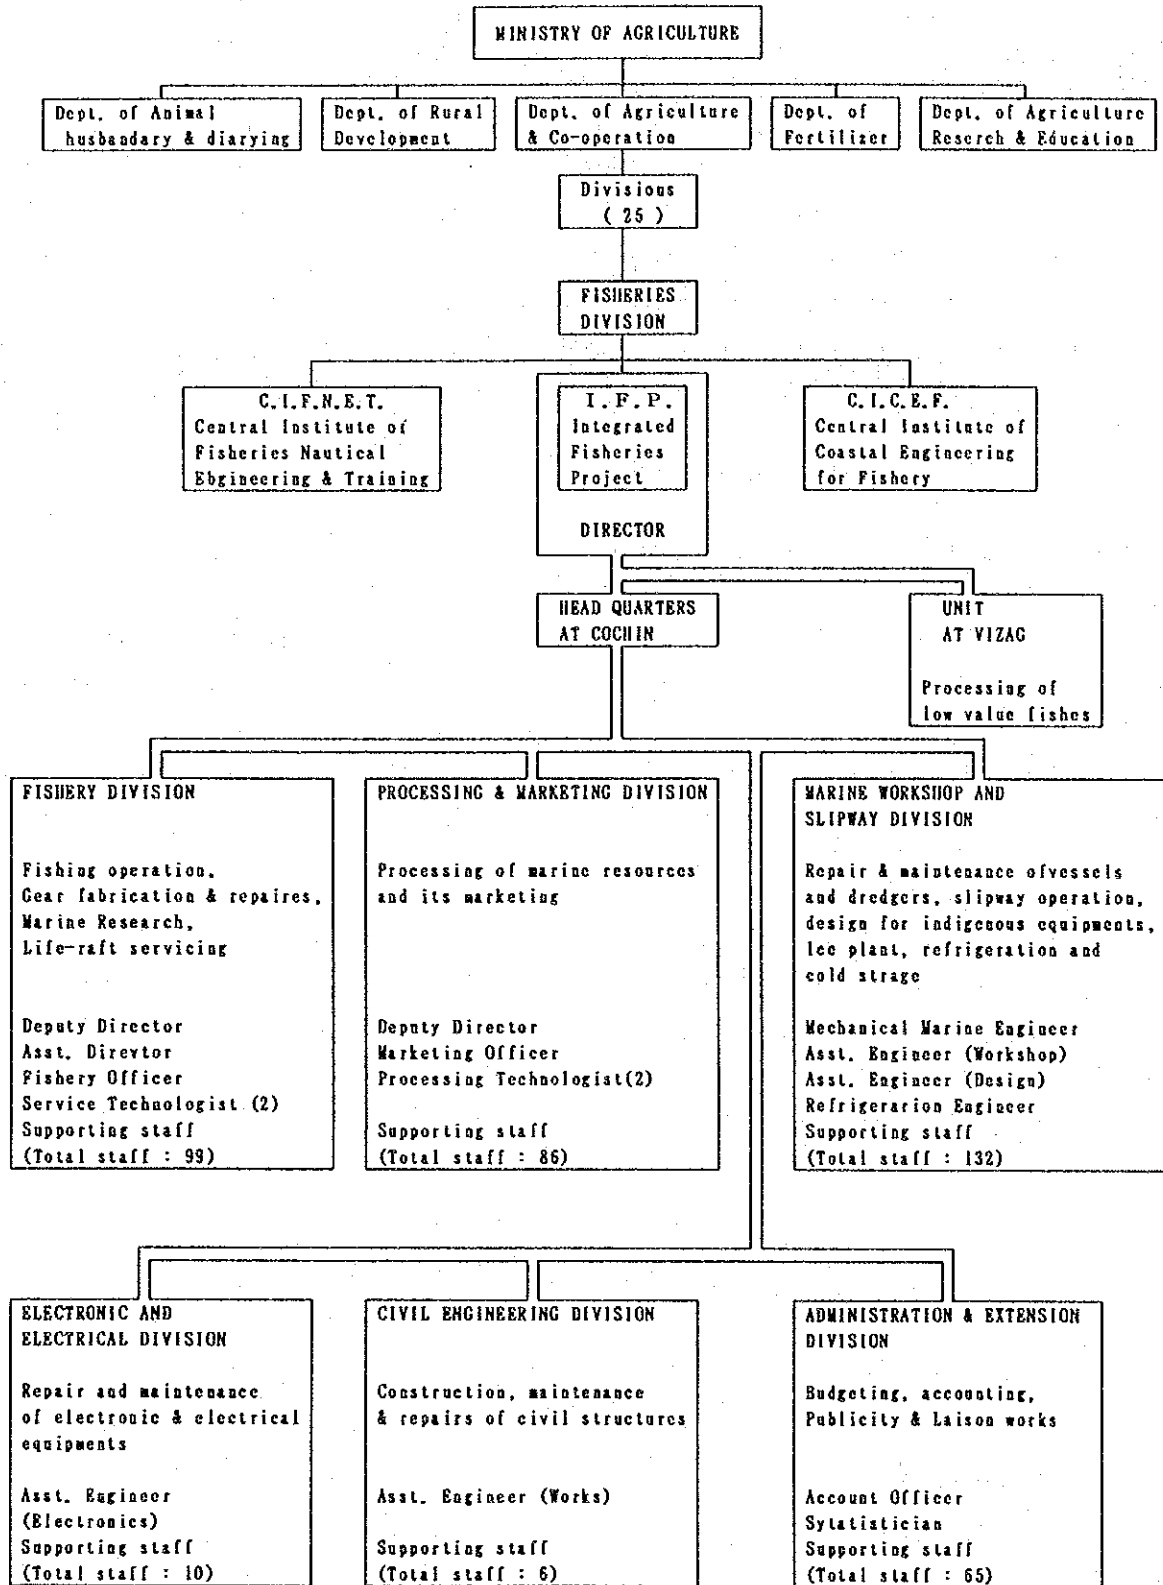 MINISTRY OF AGRICULTURE
Dept. of Animal
husbandary & diarying
Dept. of Rural
Development
Dept. of Agriculture
& Co-operation
Dept. of
Fertilizer
Dept. of Agriculture
Reserch & Education
Divisions
( 25 )
FISHERIES
DIVISION
C.I.F.N.E.T.
Central Institute of
Fisheries Nautical
Ebgineering & Training
I.F.P.
Integrated
Fisheries
Project
DIRECTOR
C.I.C.E.F.
Central Institute of
Coastal Engineering
for Fishery
HEAD QUARTERS
AT COCHIN
UNIT
AT VIZAG
Processing of
low value fishes
FISHERY DIVISION
Fishing operation,
Gear fabrication & repaires,
Marine Research,
Life-raft servicing
Deputy Director
Asst. Direvtor
Fishery Officer
Service Technologist (2)
Supporting staff
(Total staff : 99)
PROCESSING & MARKETING DIVISION
Processing of marine resources
and its marketing
Deputy Director
Marketing Officer
Processing Technologist(2)
Supporting staff
(Total staff : 86)
MARINE WORKSHOP AND
SLIPWAY DIVISION
Repair & maintenance ofvessels
and dredgers, slipway operation,
design for indigenous equipments,
Ice plant, refrigeration and
cold strage
Mechanical Marine Engineer
Asst. Engineer (Workshop)
Asst. Engineer (Design)
Refrigerarion Engineer
Supporting staff
(Total staff : 132)
ELECTRONIC AND
ELECTRICAL DIVISION
Repair and maintenance
of electronic & electrical
equipments
Asst. Engineer
(Electronics)
Supporting staff
(Total staff : 10)
CIVIL ENGINEERING DIVISION
Construction, maintenance
& repairs of civil structures
Asst. Engineer (Works)
Supporting staff
(Total staff : 6)
ADMINISTRATION & EXTENSION
DIVISION
Budgeting, accounting,
Publicity & Laison works
Account Officer
Sytatistician
Supporting staff
(Total staff : 65)